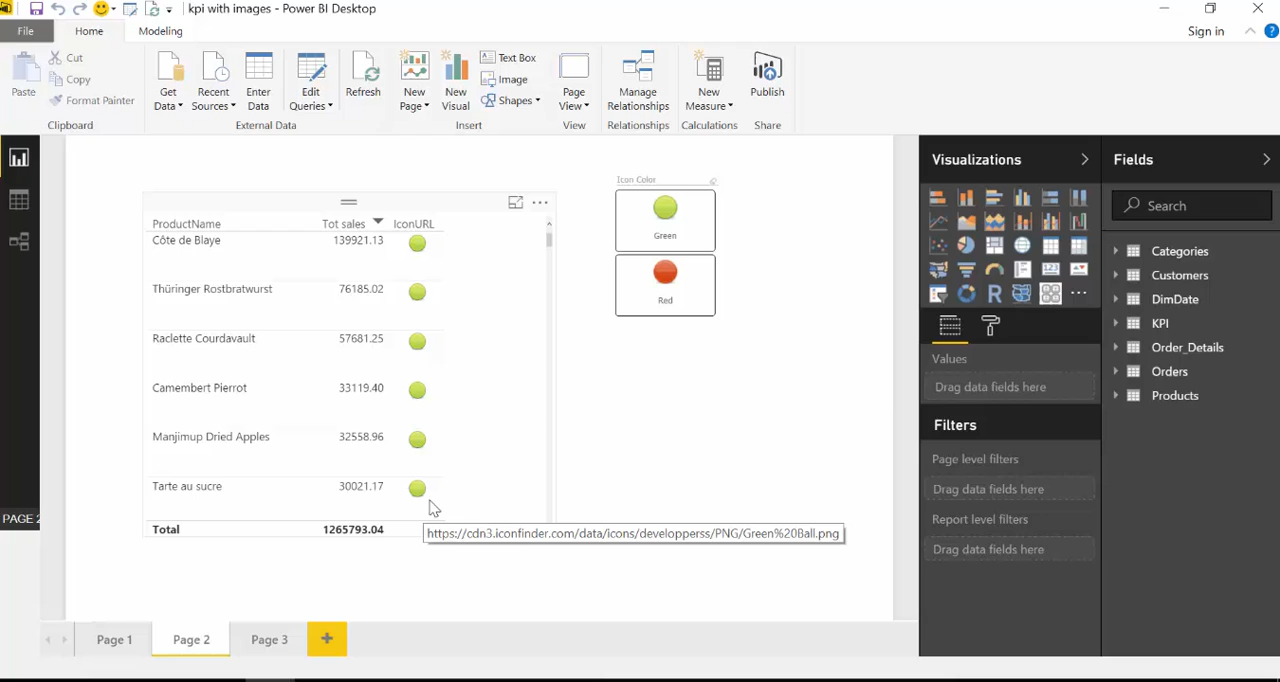 kpi with images - Power BI Desktop
File
Home
Modeling
Sign in
Paste
Cut
Copy
Format Painter
Clipboard
Get
Data
Recent
Sources
Enter
Data
External Data
Edit
Queries
Refresh
New
Page
New
Visual
Text Box
Image
Shapes
Insert
Page
View
View
Manage
Relationships
Relationships
New
Measure
Calculations
Publish
Share
ProductName Tot sales IconURL
Côte de Blaye 139921.13
Thüringer Rostbratwurst 76185.02
Raclette Courdavault 57681.25
Camembert Pierrot 33119.40
Manjimup Dried Apples 32558.96
Tarte au sucre 30021.17
Total 1265793.04
https://cdn3.iconfinder.com/data/icons/developperss/PNG/Green%20Ball.png
Icon Color
Green
Red
Visualizations
R
123
Values
Drag data fields here
Filters
Page level filters
Drag data fields here
Report level filters
Drag data fields here
Fields
Search
Categories
Customers
DimDate
KPI
Order_Details
Orders
Products
PAGE 2
Page 1
Page 2
Page 3